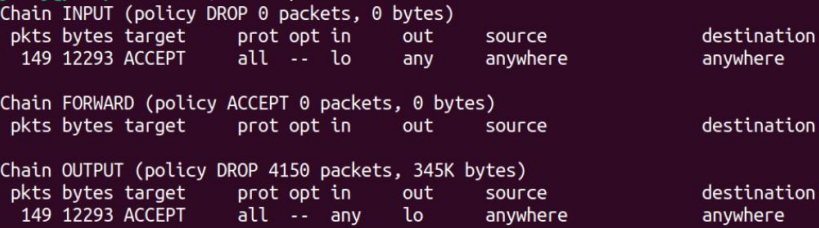 Chain INPUT (policy DROP 0 packets, 0 bytes)
pkts bytes target prot opt in out source destination
149 12293 ACCEPT all -- lo any anywhere anywhere
Chain FORWARD (policy ACCEPT 0 packets, 0 bytes)
pkts bytes target prot opt in out source destination
Chain OUTPUT (policy DROP 4150 packets, 345K bytes)
pkts bytes target prot opt in out source destination
149 12293 ACCEPT all -- any lo anywhere anywhere